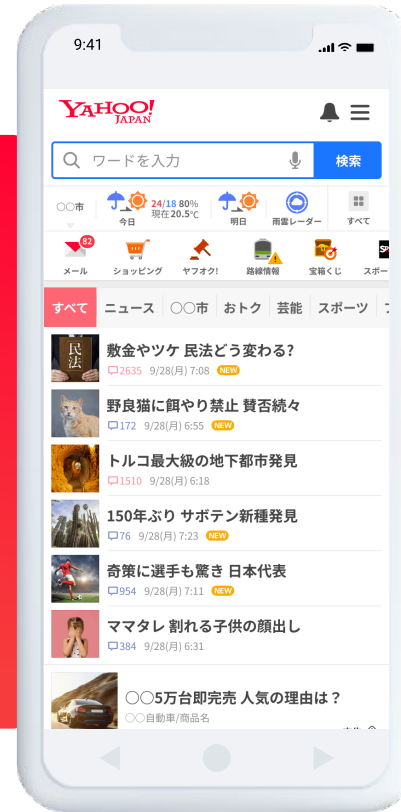 9:41
YAHOO!
JAPAN
ワードを入力
検索
〇〇市
24/18 80%
現在20.5℃
今日
明日
雨雲レーダー
すべて
82
メール
ショッピング
ヤフオク!
路線情報
宝箱くじ
スポー
すべて ニュース 〇〇市 おトク 芸能 スポーツ
民法
敷金やツケ 民法どう変わる?
2635 9/28(月) 7:08 NEW
野良猫に餌やり禁止 賛否続々
172 9/28(月) 6:55 NEW
トルコ最大級の地下都市発見
1510 9/28(月) 6:18
150年ぶり サボテン新種発見
76 9/28(月) 7:23 NEW
奇策に選手も驚き 日本代表
954 9/28(月) 7:11 NEW
ママタレ 割れる子供の顔出し
384 9/28(月) 6:31
〇〇5万台即完売 人気の理由は？
〇〇自動車/商品名